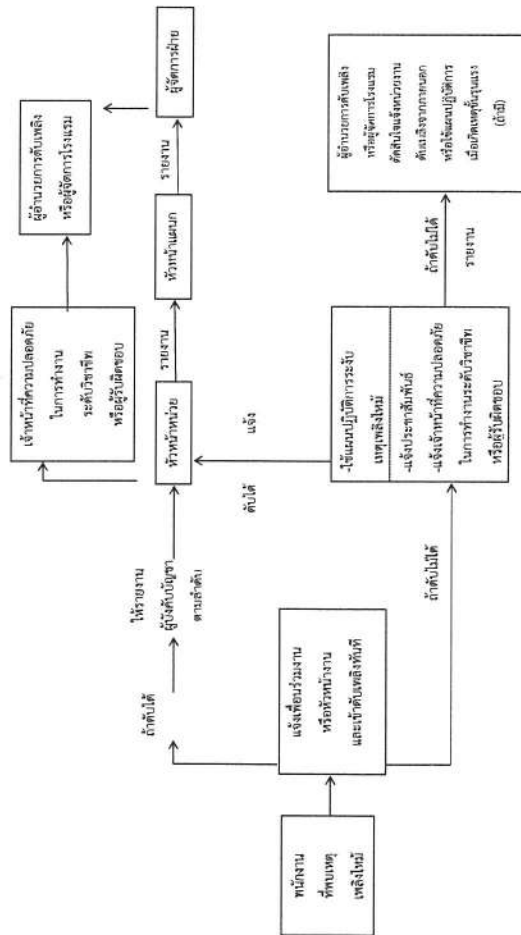 พนักงาน
ที่พบเหตุ
เพลิงไหม้
แจ้งเพื่อนร่วมงาน
หรือหัวหน้างาน
และเข้าดับเพลิงทันที
ถ้าดับได้
ให้รายงาน
ผู้บังคับบัญชา
ตามลำดับ
หัวหน้าหน่วย
รายงาน
หัวหน้าแผนก
รายงาน
ผู้จัดการฝ่าย
เจ้าหน้าที่ความปลอดภัย
ในการทำงาน
ระดับวิชาชีพ
หรือผู้รับผิดชอบ
ผู้อำนวยการดับเพลิง
หรือผู้จัดการโรงแรม
ถ้าดับไม่ได้
-ใช้แผนปฏิบัติการระงับ
เหตุเพลิงไหม้
-แจ้งประชาสัมพันธ์
-แจ้งเจ้าหน้าที่ความปลอดภัย
ในการทำงานระดับวิชาชีพ
หรือผู้รับผิดชอบ
ดับได้
แจ้ง
ถ้าดับไม่ได้
รายงาน
ผู้อำนวยการดับเพลิง
หรือผู้จัดการโรงแรม
ตัดสินใจแจ้งหน่วยงาน
ดับเพลิงจากภายนอก
หรือใช้แผนปฏิบัติการ
เมื่อเกิดเหตุขั้นรุนแรง
(ถ้ามี)